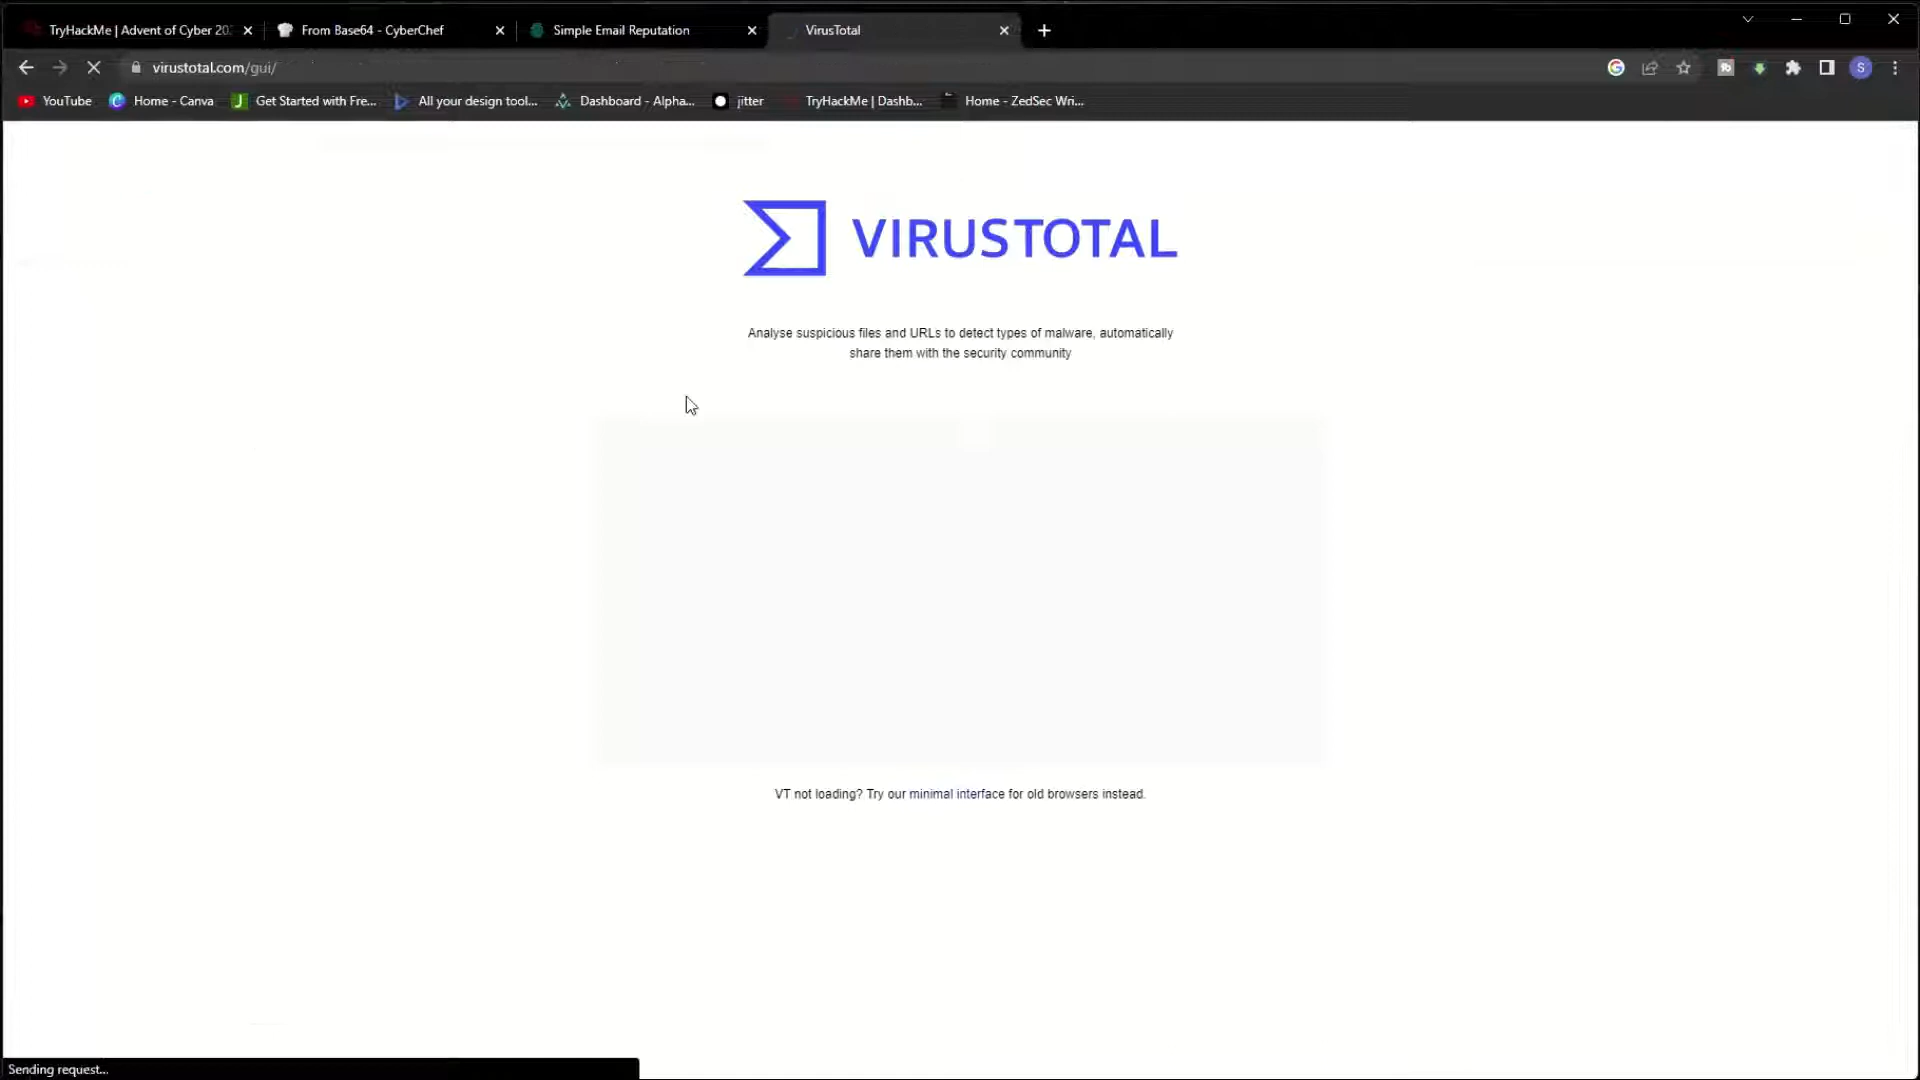 TryHackMe | Advent of Cyber 20
From Base64 - CyberChef
Simple Email Reputation
VirusTotal
virustotal.com/gui/
S
YouTube
Home - Canva
Get Started with Fre...
All your design tool...
Dashboard - Alpha...
jitter
TryHackMe | Dashb...
Home - ZedSec Wri...
VIRUSTOTAL
Analyse suspicious files and URLs to detect types of malware, automatically
share them with the security community
VT not loading? Try our minimal interface for old browsers instead.
Sending request...